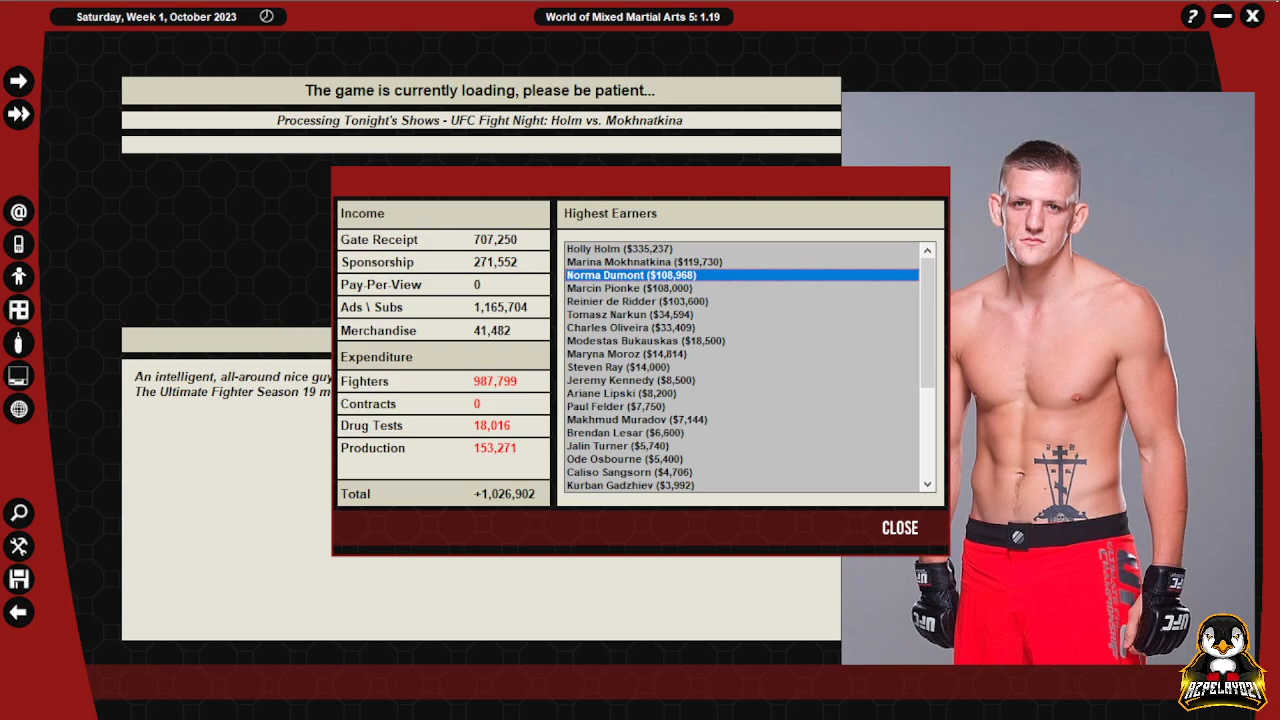 Saturday, Week 1, October 2023
World of Mixed Martial Arts 5: 1.19
?
X
The game is currently loading, please be patient...
Processing Tonight's Shows - UFC Fight Night: Holm vs. Mokhnatkina
Income
Gate Receipt 707,250
Sponsorship 271,552
Pay-Per-View 0
Ads \ Subs 1,165,704
Merchandise 41,482
Expenditure
Fighters 987,799
Contracts 0
Drug Tests 18,016
Production 153,271
Total +1,026,902
Highest Earners
Holly Holm ($335,237)
Marina Mokhnatkina ($119,730)
Norma Dumont ($108,968)
Marcin Pionke ($108,000)
Reinier de Ridder ($103,600)
Tomasz Narkun ($34,594)
Charles Oliveira ($33,409)
Modestas Bukauskas ($18,500)
Maryna Moroz ($14,814)
Steven Ray ($14,000)
Jeremy Kennedy ($8,500)
Ariane Lipski ($8,200)
Paul Felder ($7,750)
Makhmud Muradov ($7,144)
Brendan Lesar ($6,600)
Jalin Turner ($5,740)
Ode Osbourne ($5,400)
Caliso Sangsorn ($4,706)
Kurban Gadzhiev ($3,992)
CLOSE
An intelligent, all-around nice guy
The Ultimate Fighter Season 19 m
@
UFC
UFC
UFC
AZPELAYO21